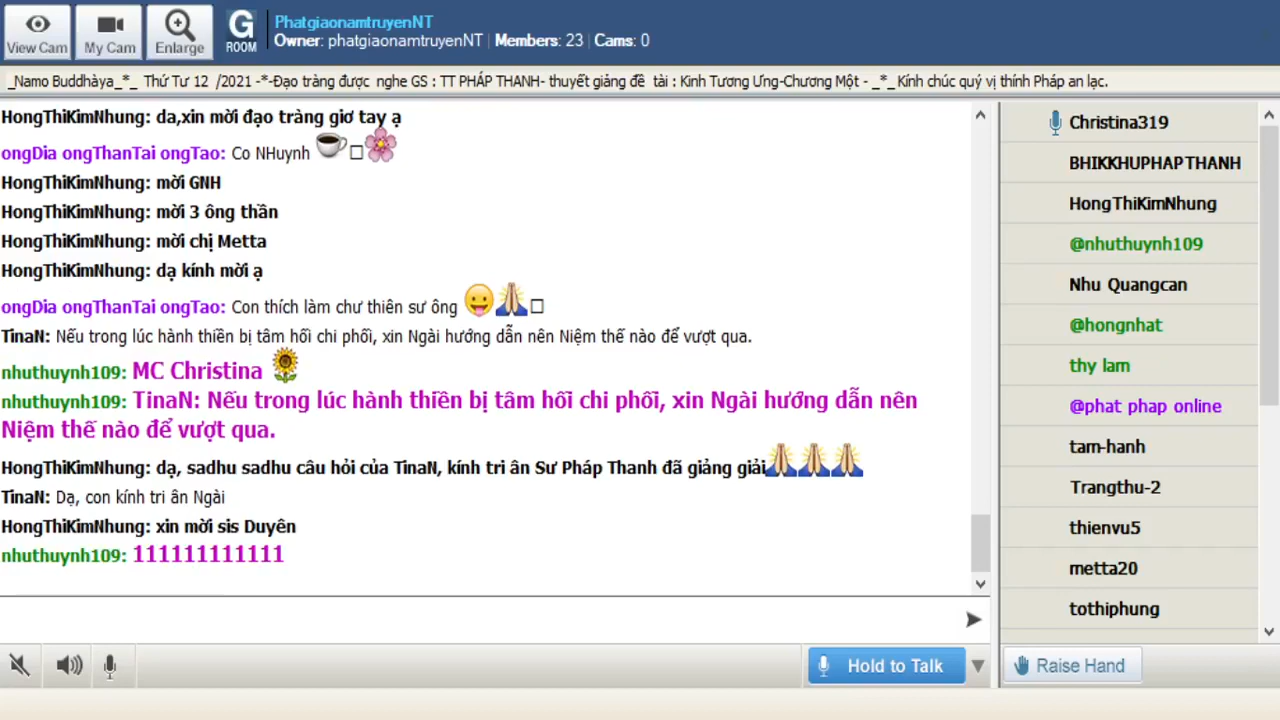 View Cam
My Cam
Enlarge
G
ROOM
PhatgiaonamtruyenNT
Owner: phatgiaonamtruyenNT | Members: 23 | Cams: 0
_Namo Buddhàya_*_ Thứ Tư 12 /2021 -*-Đạo tràng được nghe GS : TT PHÁP THANH- thuyết giảng đề tài : Kinh Tương Ưng-Chương Một - _*_ Kính chúc quý vị thính Pháp an lạc.
HongThiKimNhung: da,xin mời đạo tràng giơ tay ạ
ongDia ongThanTai ongTao: Co NHuynh ☕□🌸
HongThiKimNhung: mời GNH
HongThiKimNhung: mời 3 ông thần
HongThiKimNhung: mời chị Metta
HongThiKimNhung: dạ kính mời ạ
ongDia ongThanTai ongTao: Con thích làm chư thiên sư ông 😛🙏□
TinaN: Nếu trong lúc hành thiền bị tâm hối chi phối, xin Ngài hướng dẫn nên Niệm thế nào để vượt qua.
nhuthuynh109: MC Christina 🌻
nhuthuynh109: TinaN: Nếu trong lúc hành thiền bị tâm hối chi phối, xin Ngài hướng dẫn nên
Niệm thế nào để vượt qua.
HongThiKimNhung: dạ, sadhu sadhu câu hỏi của TinaN, kính tri ân Sư Pháp Thanh đã giảng giải🙏🙏🙏
TinaN: Dạ, con kính tri ân Ngài
HongThiKimNhung: xin mời sis Duyên
nhuthuynh109: 111111111111
Christina319
BHIKKHUPHAPTHANH
HongThiKimNhung
@nhuthuynh109
Nhu Quangcan
@hongnhat
thy lam
@phat phap online
tam-hanh
Trangthu-2
thienvu5
metta20
tothiphung
Hold to Talk
Raise Hand